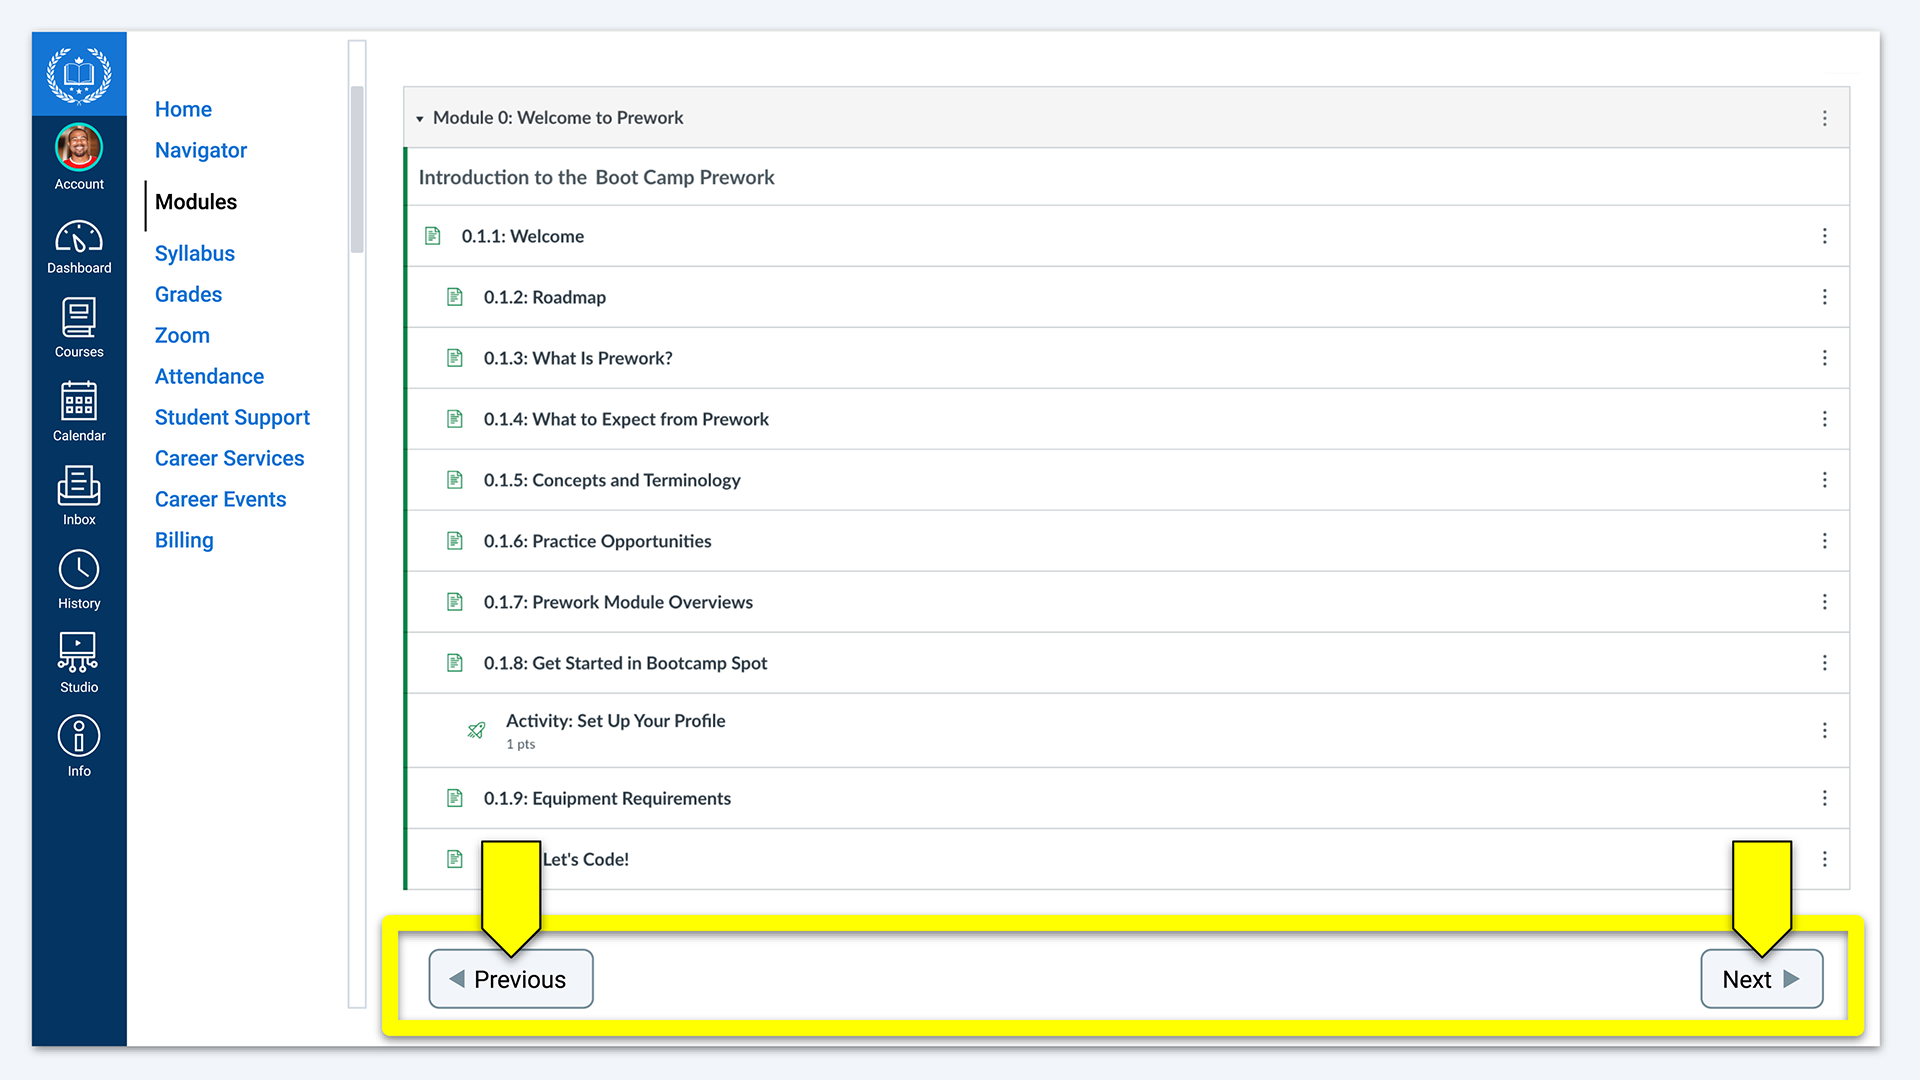 Account
Dashboard
Courses
Calendar
Inbox
History
Studio
Info
Home
Navigator
Modules
Syllabus
Grades
Zoom
Attendance
Student Support
Career Services
Career Events
Billing
Module 0: Welcome to Prework
Introduction to the Boot Camp Prework
0.1.1: Welcome
0.1.2: Roadmap
0.1.3: What Is Prework?
0.1.4: What to Expect from Prework
0.1.5: Concepts and Terminology
0.1.6: Practice Opportunities
0.1.7: Prework Module Overviews
0.1.8: Get Started in Bootcamp Spot
Activity: Set Up Your Profile
1 pts
0.1.9: Equipment Requirements
Let's Code!
Previous
Next